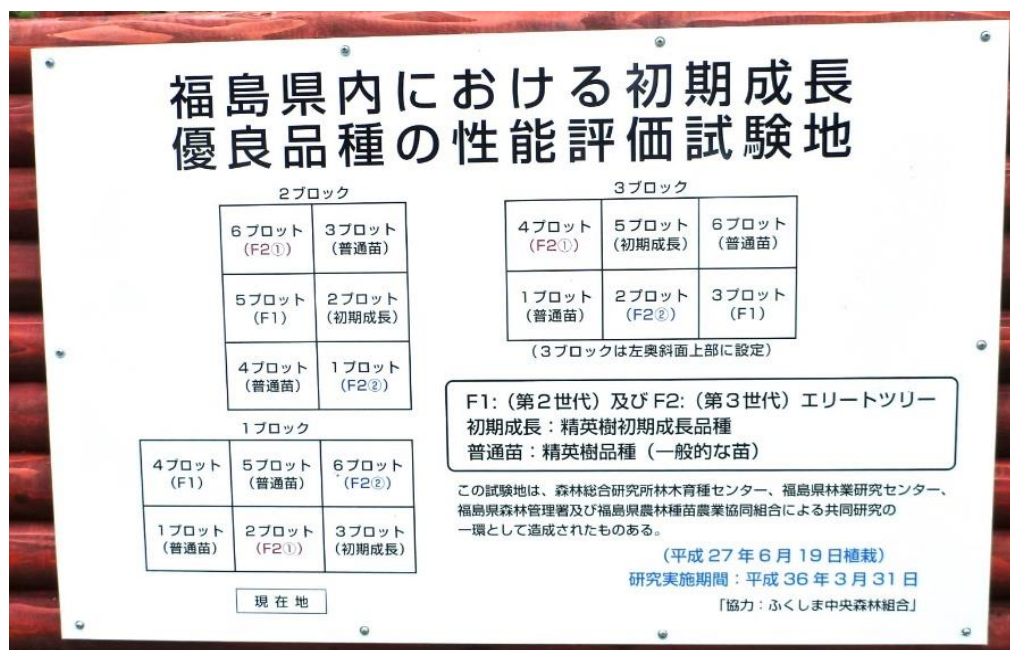 福島県内における初期成長
優良品種の性能評価試験地
2ブロック
6プロット 3プロット
(F2①) (普通苗)
5プロット 2プロット
(F1) (初期成長)
4プロット 1プロット
(普通苗) (F2②)
3ブロック
4プロット 5プロット 6プロット
(F2①) (初期成長) (普通苗)
1プロット 2プロット 3プロット
(普通苗) (F2②) (F1)
(3ブロックは左奥斜面上部に設定)
1ブロック
4プロット 5プロット 6プロット
(F1) (普通苗) (F2②)
1プロット 2プロット 3プロット
(普通苗) (F2①) (初期成長)
現在地
F1:(第2世代)及びF2:(第3世代)エリートツリー
初期成長:精英樹初期成長品種
普通苗:精英樹品種(一般的な苗)
この試験地は、森林総合研究所林木育種センター、福島県林業研究センター、
福島県森林管理署及び福島県農林種苗農業協同組合による共同研究の
一環として造成されたものある。
(平成27年6月19日植栽)
研究実施期間:平成36年3月31日
「協力:ふくしま中央森林組合」